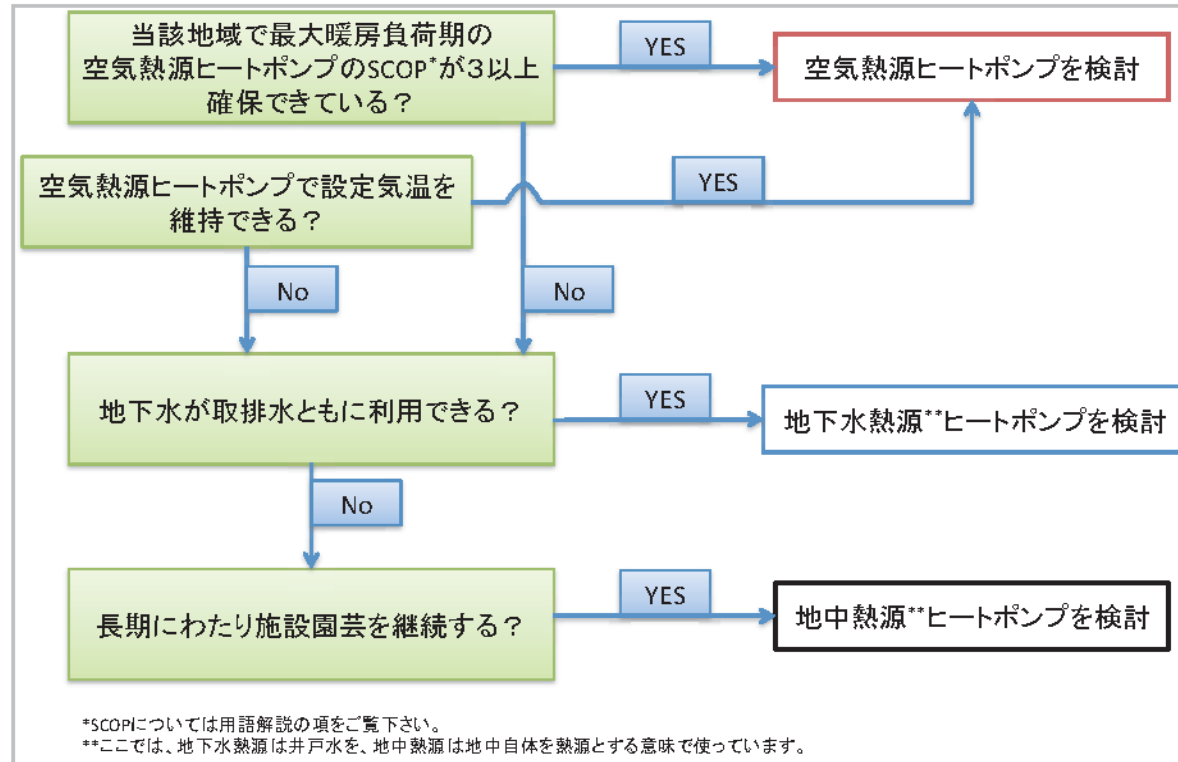 当該地域で最大暖房負荷期の
空気熱源ヒートポンプのSCOP*が3以上
確保できている？
YES
空気熱源ヒートポンプを検討
空気熱源ヒートポンプで設定気温を
維持できる？
YES
No
No
地下水が取排水ともに利用できる？
YES
地下水熱源**ヒートポンプを検討
No
長期にわたり施設園芸を継続する？
YES
地中熱源**ヒートポンプを検討
*SCOPについては用語解説の項をご覧下さい。
**ここでは、地下水熱源は井戸水を、地中熱源は地中自体を熱源とする意味で使っています。